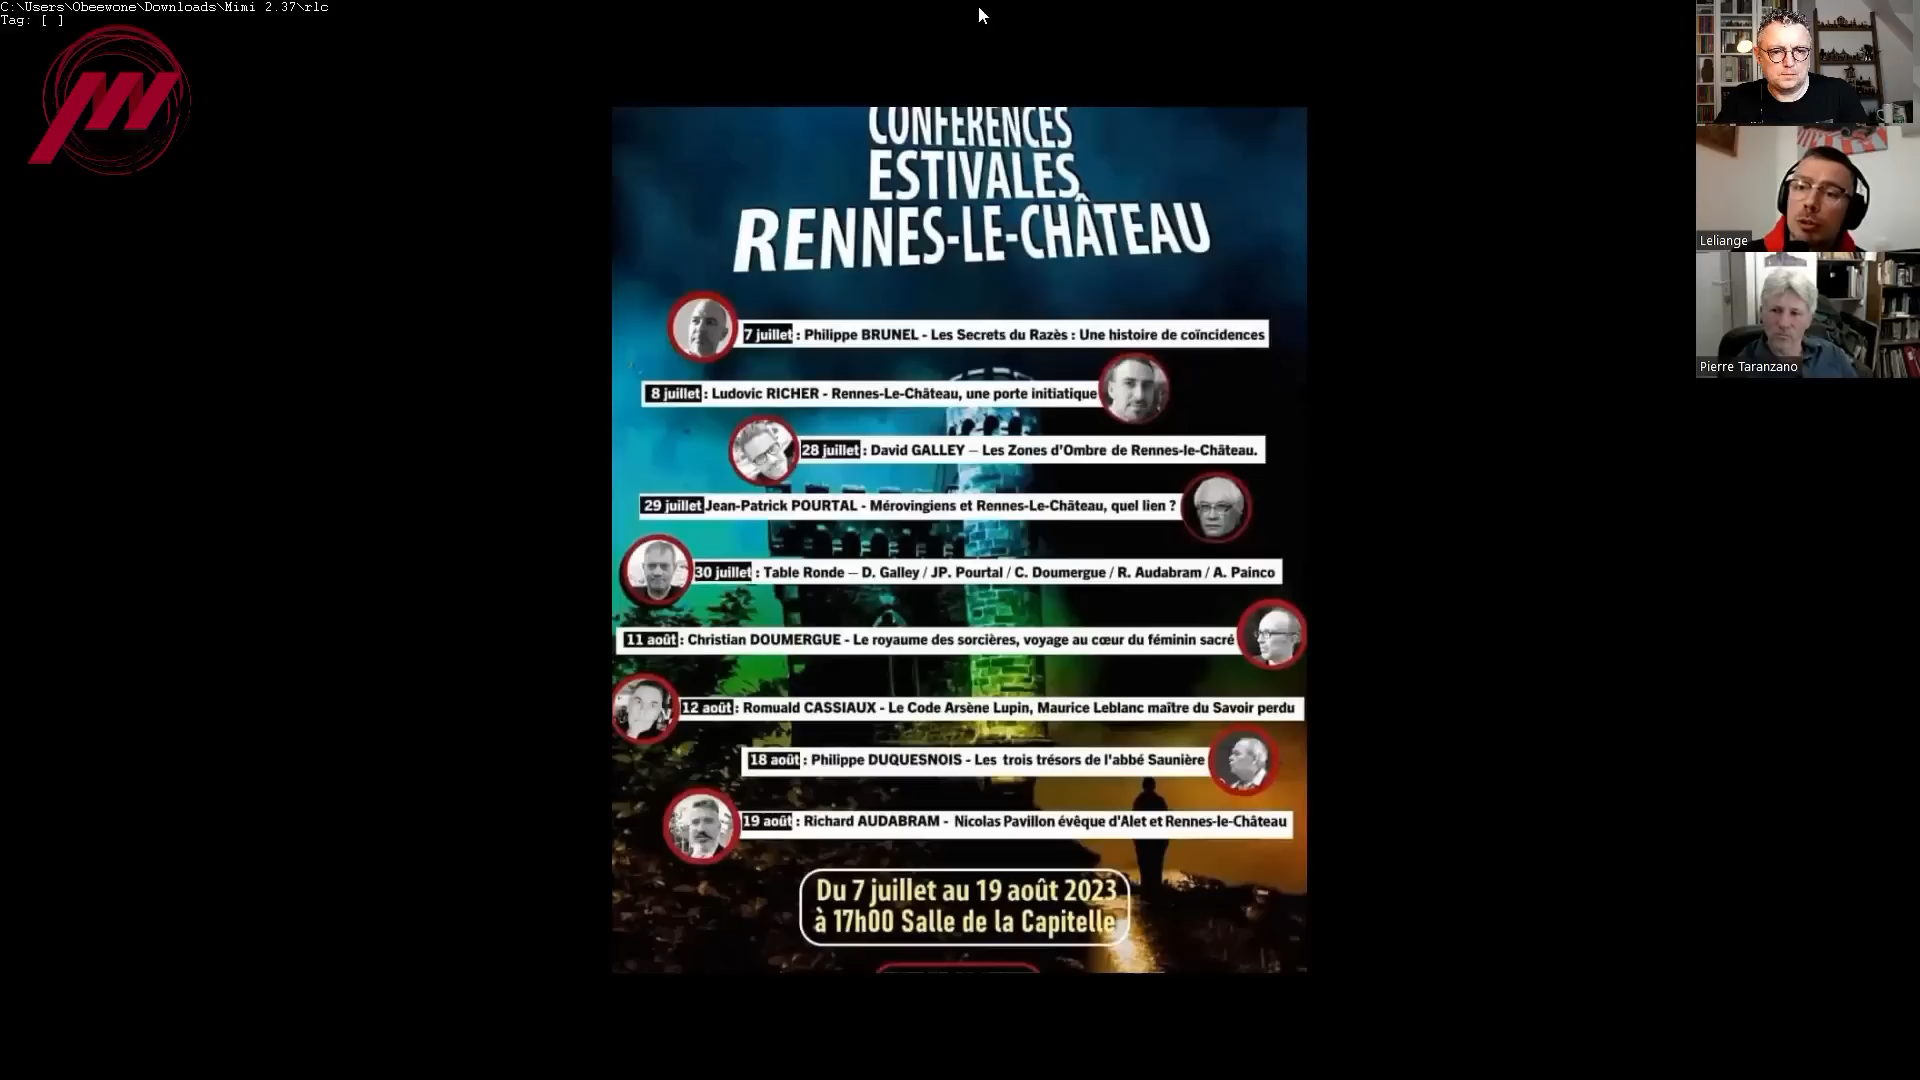 C:\Users\Obeewone\Downloads\Mimi 2.37\rlc
Tag: [ ]
CONFERENCES
ESTIVALES
RENNES-LE-CHÂTEAU
7 juillet : Philippe BRUNEL - Les Secrets du Razès : Une histoire de coïncidences
8 juillet : Ludovic RICHER - Rennes-Le-Château, une porte initiatique
28 juillet : David GALLEY – Les Zones d'Ombre de Rennes-le-Château.
29 juillet Jean-Patrick POURTAL - Mérovingiens et Rennes-Le-Château, quel lien ?
30 juillet : Table Ronde – D. Galley / JP. Pourtal / C. Doumergue / R. Audabram / A. Painco
11 août : Christian DOUMERGUE - Le royaume des sorcières, voyage au cœur du féminin sacré
12 août : Romuald CASSIAUX - Le Code Arsène Lupin, Maurice Leblanc maître du Savoir perdu
18 août : Philippe DUQUESNOIS - Les trois trésors de l'abbé Saunière
19 août : Richard AUDABRAM - Nicolas Pavillon évêque d'Alet et Rennes-le-Château
Du 7 juillet au 19 août 2023
à 17h00 Salle de la Capitelle
Leliange
Pierre Taranzano